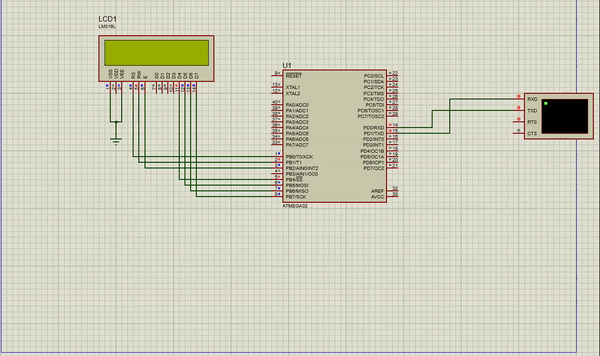 LCD1
LM016L
VSS
VDD
VEE
RS
RW
E
D0
D1
D2
D3
D4
D5
D6
D7
U1
RESET
XTAL1
XTAL2
PA0/ADC0
PA1/ADC1
PA2/ADC2
PA3/ADC3
PA4/ADC4
PA5/ADC5
PA6/ADC6
PA7/ADC7
PB0/T0/XCK
PB1/T1
PB2/AIN0/INT2
PB3/AIN1/OC0
PB4/SS
PB5/MOSI
PB6/MISO
PB7/SCK
PC0/SCL
PC1/SDA
PC2/TCK
PC3/TMS
PC4/TDO
PC5/TDI
PC6/TOSC1
PC7/TOSC2
PD0/RXD
PD1/TXD
PD2/INT0
PD3/INT1
PD4/OC1B
PD5/OC1A
PD6/ICP1
PD7/OC2
AREF
AVCC
ATMEGA32
RXD
TXD
RTS
CTS